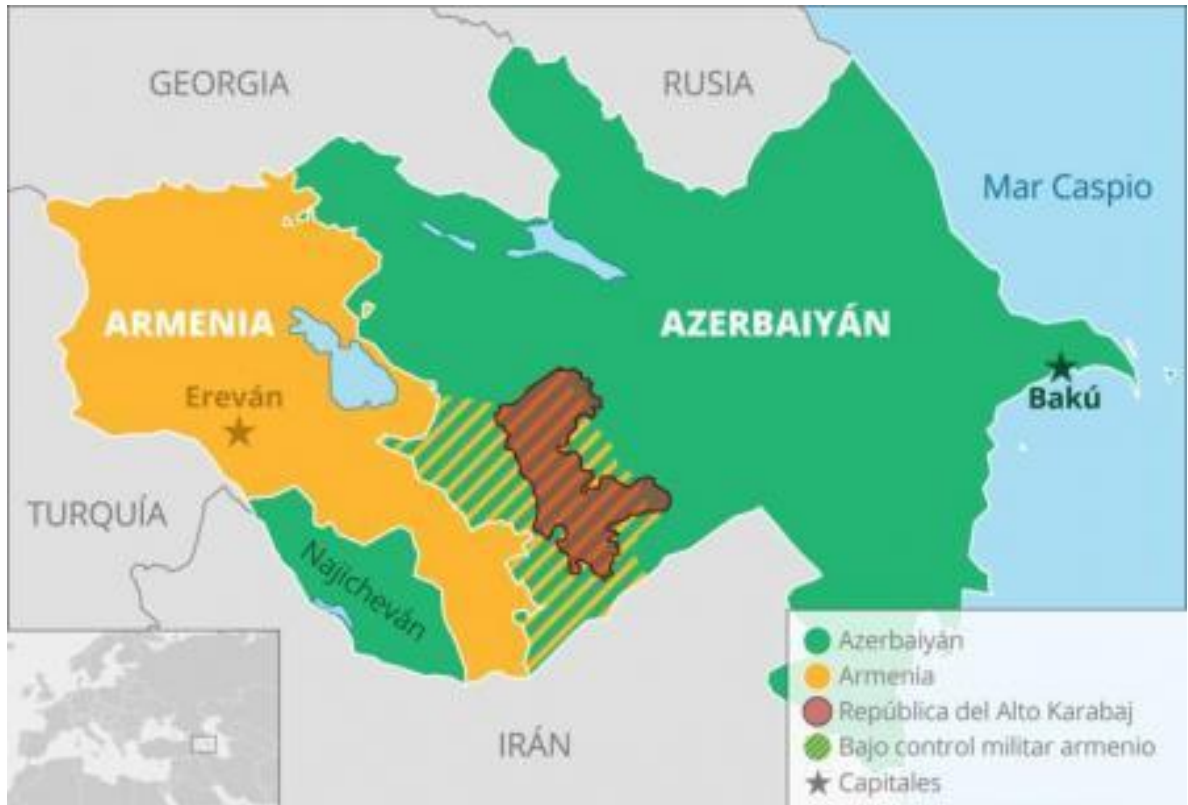 GEORGIA
RUSIA
Mar Caspio
ARMENIA
AZERBAIYÁN
Ereván
Bakú
TURQUÍA
Najicheván
IRÁN
Azerbaiyán
Armenia
República del Alto Karabaj
Bajo control militar armenio
Capitales